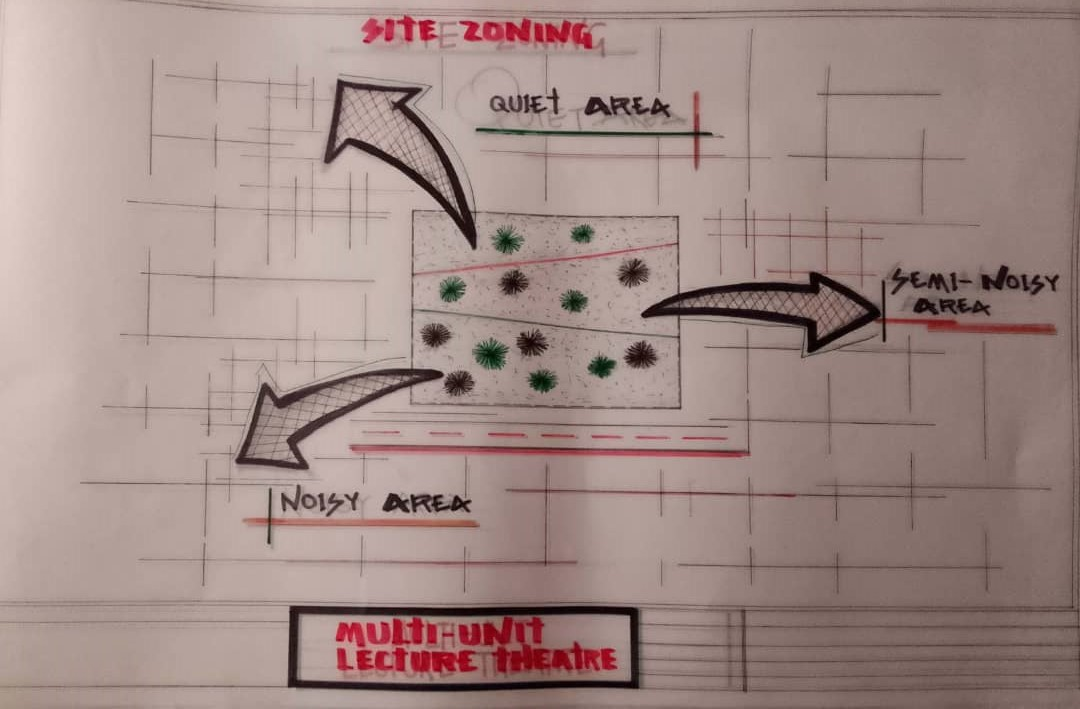 SITE ZONING
QUIET AREA
SEMI-NOISY
AREA
NOISY AREA
MULTI-UNIT
LECTURE THEATRE